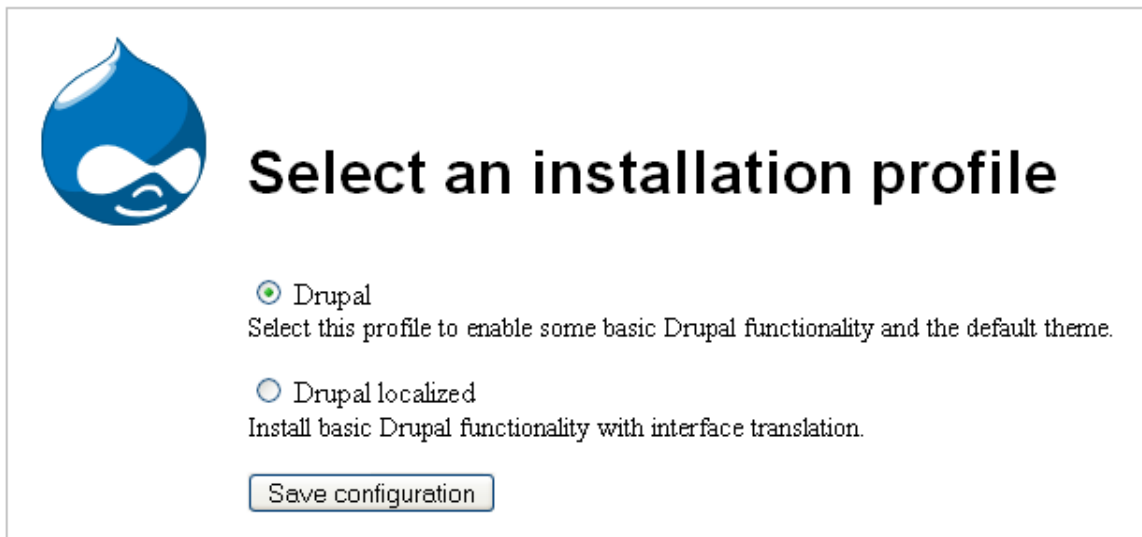 Select an installation profile
Drupal
Select this profile to enable some basic Drupal functionality and the default theme.
Drupal localized
Install basic Drupal functionality with interface translation.
Save configuration